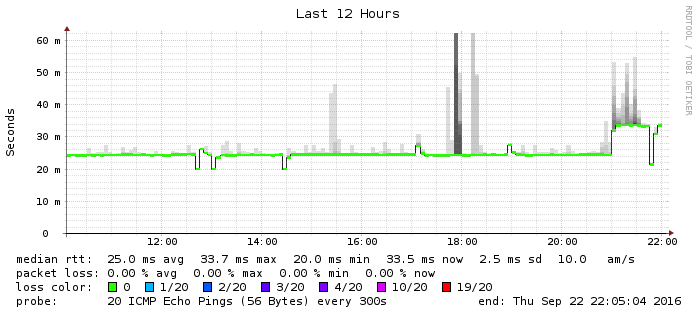 Last 12 Hours
RRDTOOL / TOBI OETIKER
Seconds
60 m
50 m
40 m
30 m
20 m
10 m
0
12:00 14:00 16:00 18:00 20:00 22:00
median rtt: 25.0 ms avg 33.7 ms max 20.0 ms min 33.5 ms now 2.5 ms sd 10.0 am/s
packet loss: 0.00 % avg 0.00 % max 0.00 % min 0.00 % now
loss color: 0 1/20 2/20 3/20 4/20 10/20 19/20
probe: 20 ICMP Echo Pings (56 Bytes) every 300s end: Thu Sep 22 22:05:04 2016